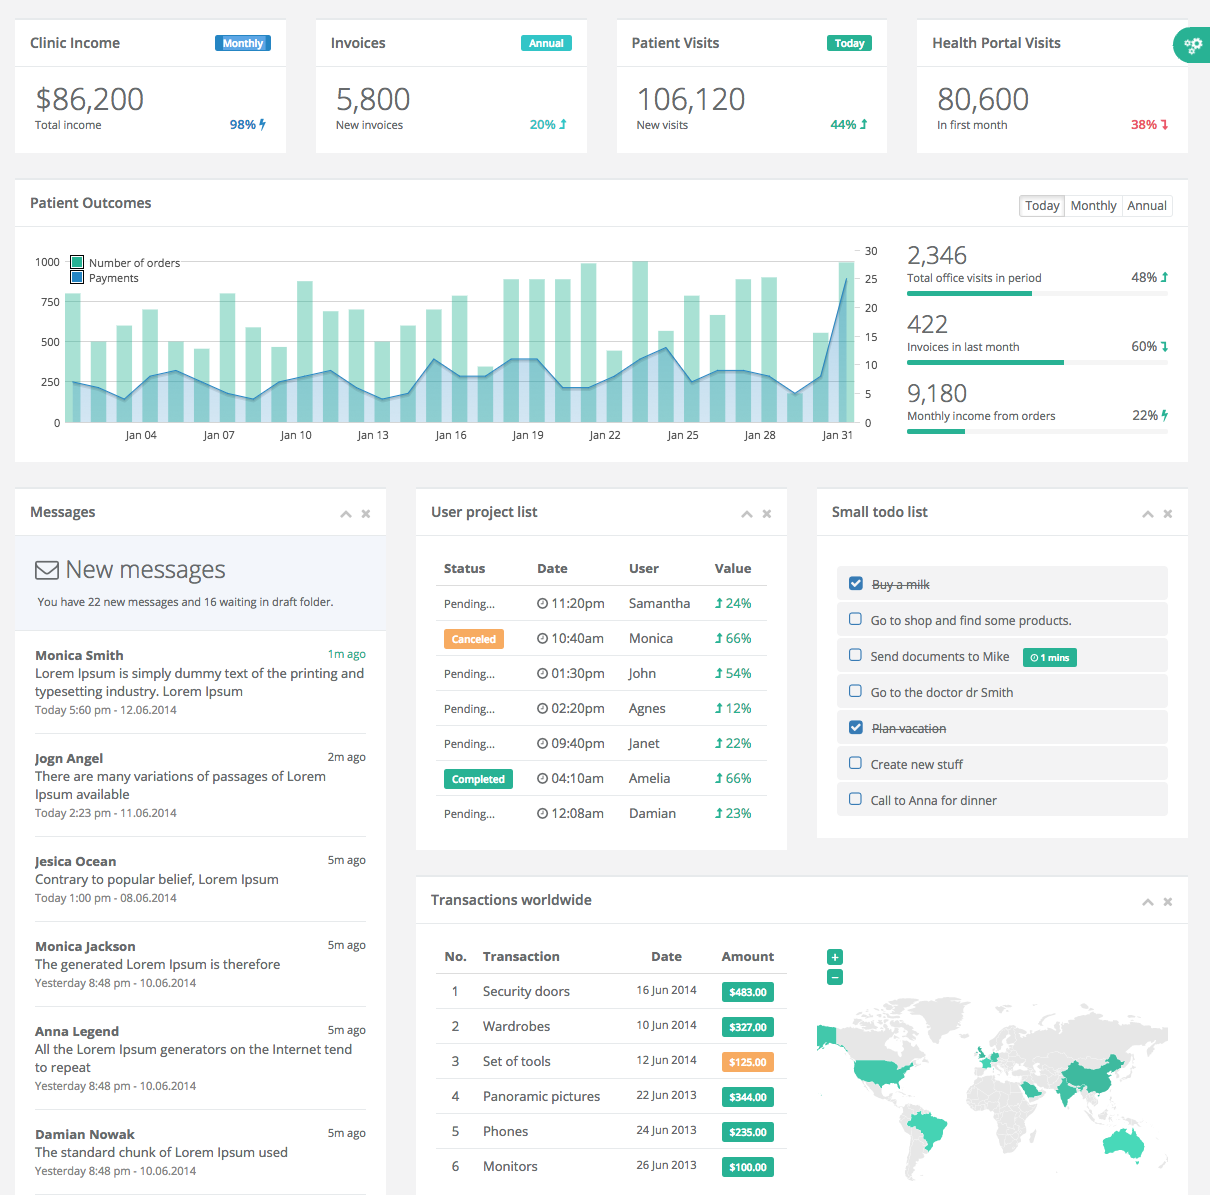 Clinic Income Monthly
$86,200
Total income 98%
Invoices Annual
5,800
New invoices 20%
Patient Visits Today
106,120
New visits 44%
Health Portal Visits
80,600
In first month 38%
Patient Outcomes Today Monthly Annual
Number of orders
Payments
1000
750
500
250
0
30
25
20
15
10
5
0
Jan 04 Jan 07 Jan 10 Jan 13 Jan 16 Jan 19 Jan 22 Jan 25 Jan 28 Jan 31
2,346
Total office visits in period 48%
422
Invoices in last month 60%
9,180
Monthly income from orders 22%
Messages
New messages
You have 22 new messages and 16 waiting in draft folder.
Monica Smith 1m ago
Lorem Ipsum is simply dummy text of the printing and
typesetting industry. Lorem Ipsum
Today 5:60 pm - 12.06.2014
Jogn Angel 2m ago
There are many variations of passages of Lorem
Ipsum available
Today 2:23 pm - 11.06.2014
Jesica Ocean 5m ago
Contrary to popular belief, Lorem Ipsum
Today 1:00 pm - 08.06.2014
Monica Jackson 5m ago
The generated Lorem Ipsum is therefore
Yesterday 8:48 pm - 10.06.2014
Anna Legend 5m ago
All the Lorem Ipsum generators on the Internet tend
to repeat
Yesterday 8:48 pm - 10.06.2014
Damian Nowak 5m ago
The standard chunk of Lorem Ipsum used
Yesterday 8:48 pm - 10.06.2014
User project list
Status Date User Value
Pending... 11:20pm Samantha 24%
Canceled 10:40am Monica 66%
Pending... 01:30pm John 54%
Pending... 02:20pm Agnes 12%
Pending... 09:40pm Janet 22%
Completed 04:10am Amelia 66%
Pending... 12:08am Damian 23%
Small todo list
Buy a milk
Go to shop and find some products.
Send documents to Mike 1 mins
Go to the doctor dr Smith
Plan vacation
Create new stuff
Call to Anna for dinner
Transactions worldwide
No. Transaction Date Amount
1 Security doors 16 Jun 2014 $483.00
2 Wardrobes 10 Jun 2014 $327.00
3 Set of tools 12 Jun 2014 $125.00
4 Panoramic pictures 22 Jun 2013 $344.00
5 Phones 24 Jun 2013 $235.00
6 Monitors 26 Jun 2013 $100.00
+
−